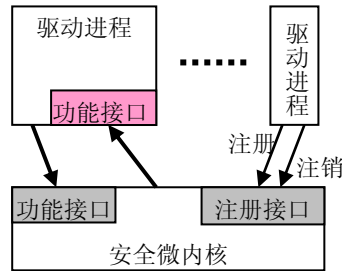 驱动进程
功能接口
……
驱动进程
注册
注销
功能接口
注册接口
安全微内核